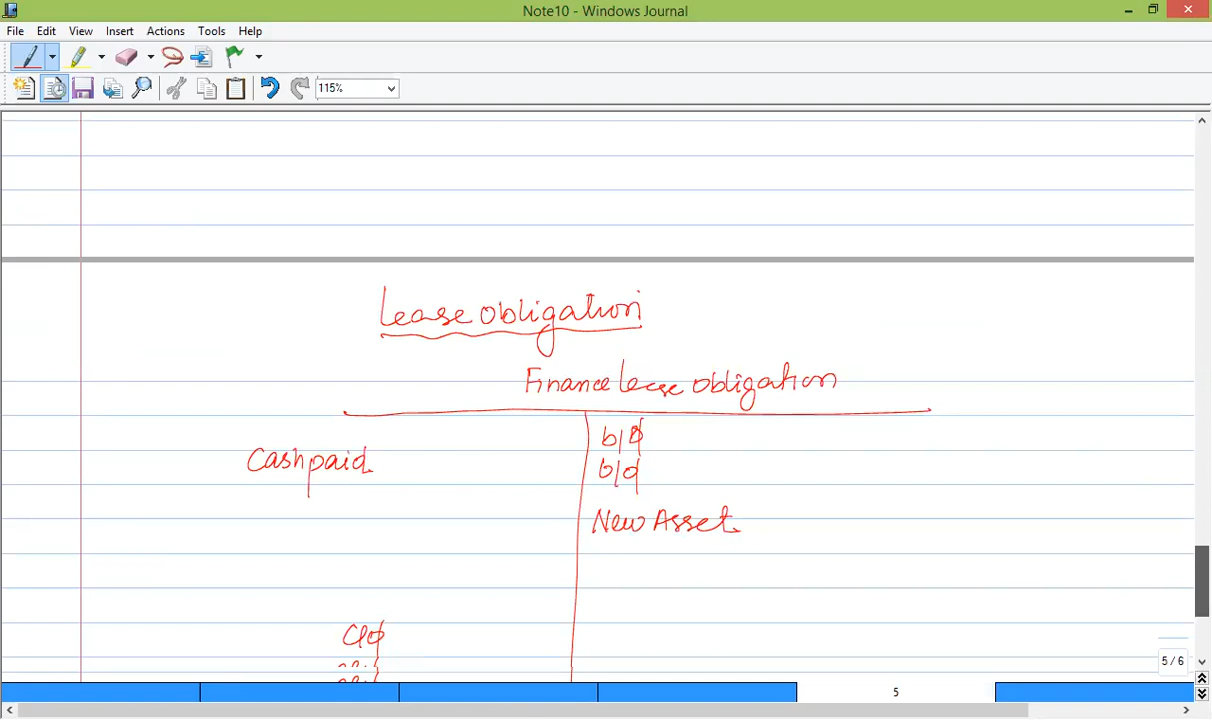 Note10 - Windows Journal
File Edit View Insert Actions Tools Help
115%
Lease obligation
Finance lease obligation
b/d
Cash paid
b/d
New Asset
5 / 6
5